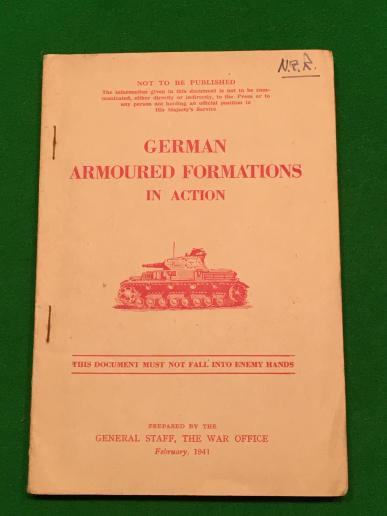 NOT TO BE PUBLISHED
The information given in this document is not to be com-
municated, either directly or indirectly, to the Press or to
any person not holding an official position in
His Majesty's Service
GERMAN
ARMOURED FORMATIONS
IN ACTION
THIS DOCUMENT MUST NOT FALL INTO ENEMY HANDS
PREPARED BY THE
GENERAL STAFF, THE WAR OFFICE
February, 1941